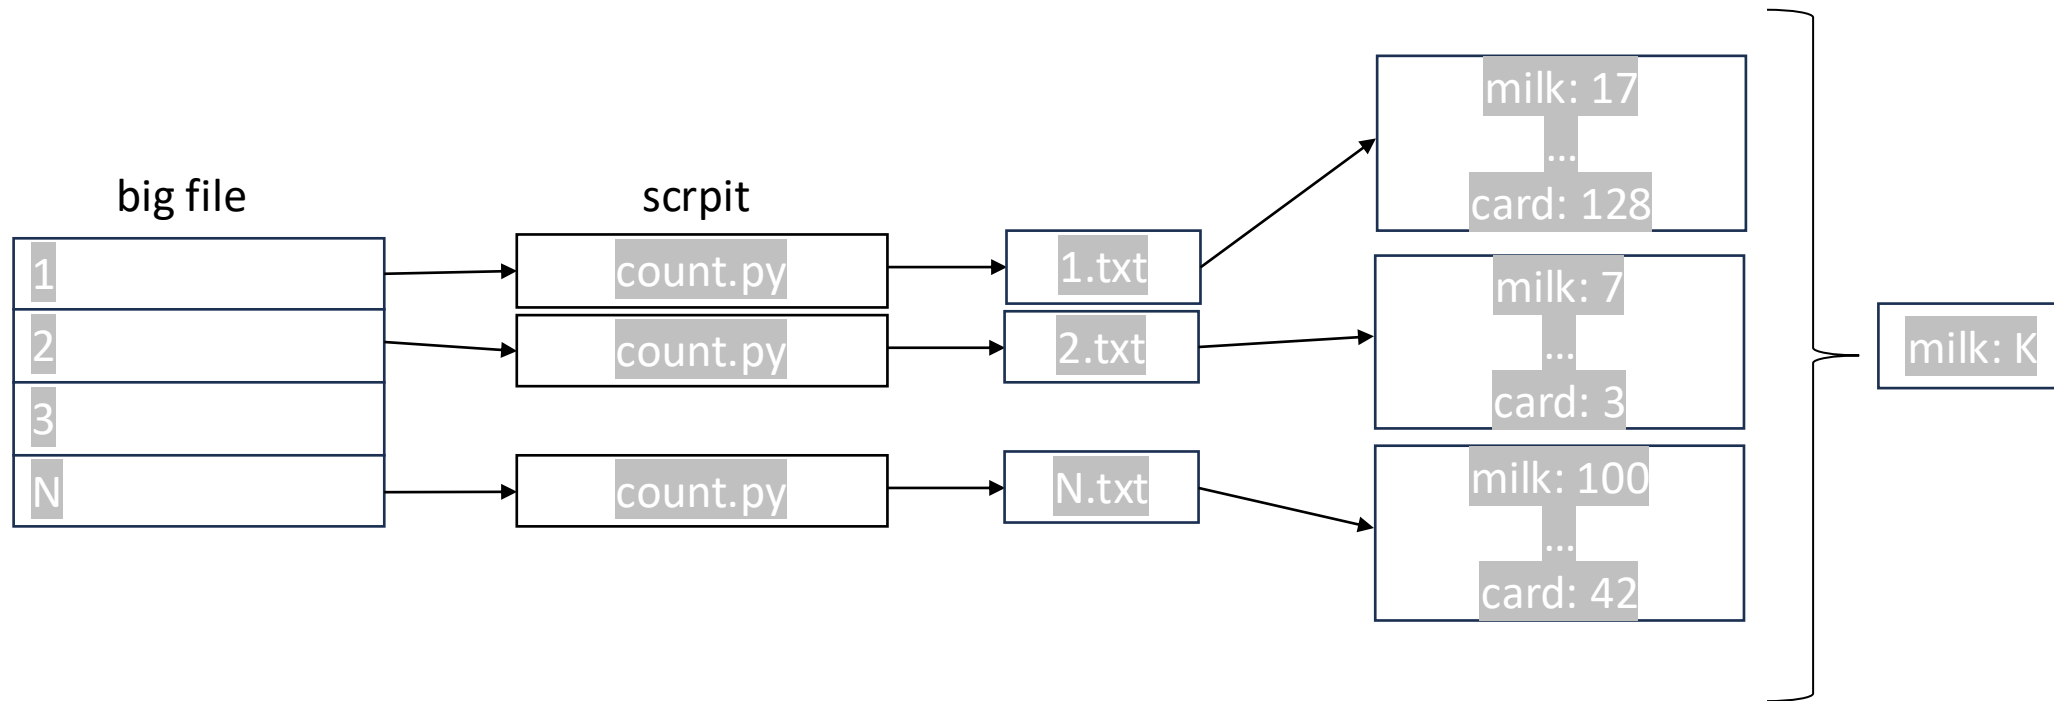 big file
1
2
3
N
scrpit
count.py
count.py
count.py
1.txt
2.txt
N.txt
milk: 17
...
card: 128
milk: 7
...
card: 3
milk: 100
...
card: 42
milk: K